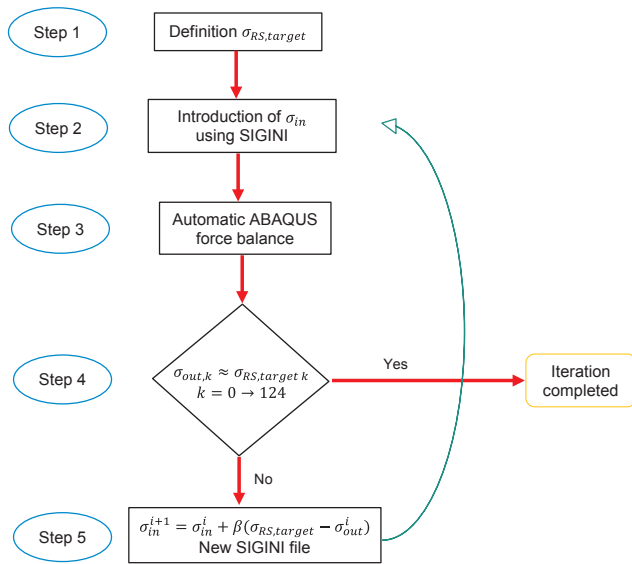 Step 1
Definition σ_{RS,target}
Step 2
Introduction of σ_{in}
using SIGINI
Step 3
Automatic ABAQUS
force balance
Step 4
σ_{out,k} ≈ σ_{RS,target k}
k = 0 → 124
Yes
Iteration
completed
No
Step 5
σ_{in}^{i+1} = σ_{in}^{i} + β(σ_{RS,target} − σ_{out}^{i})
New SIGINI file